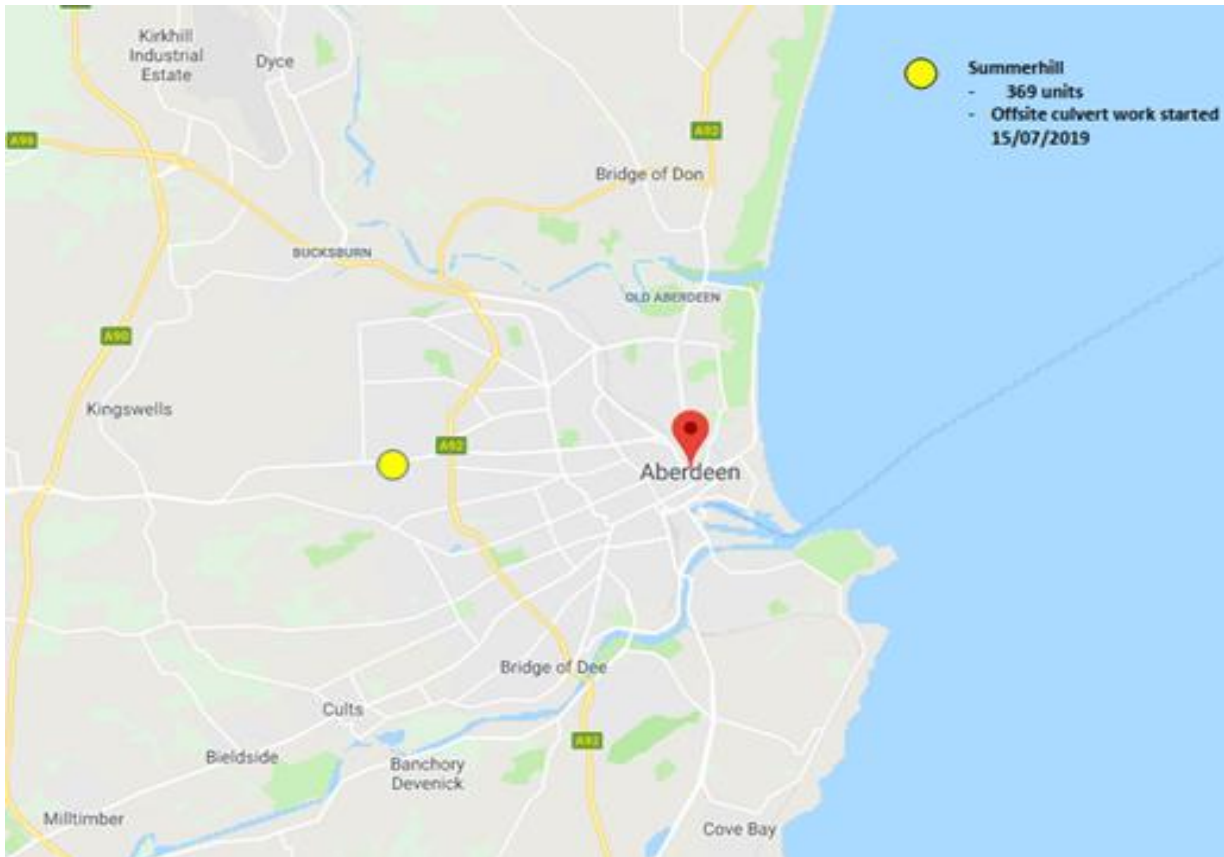 Kirkhill
Industrial
Estate
Dyce
Summerhill
- 369 units
- Offsite culvert work started
15/07/2019
A92
Bridge of Don
BUCKSBURN
OLD ABERDEEN
A90
Kingswells
A92
Aberdeen
Bridge of Dee
Cults
A92
Bieldside
Banchory
Devenick
Milltimber
Cove Bay